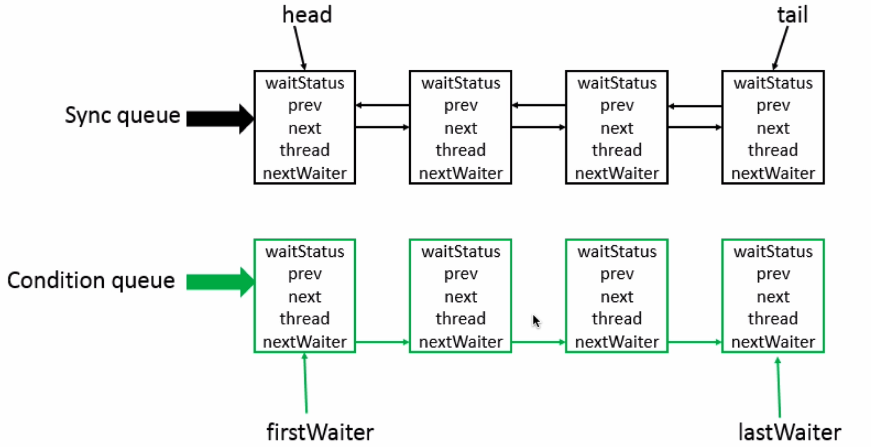 head
tail
Sync queue
waitStatus
prev
next
thread
nextWaiter
waitStatus
prev
next
thread
nextWaiter
waitStatus
prev
next
thread
nextWaiter
waitStatus
prev
next
thread
nextWaiter
Condition queue
waitStatus
prev
next
thread
nextWaiter
waitStatus
prev
next
thread
nextWaiter
waitStatus
prev
next
thread
nextWaiter
waitStatus
prev
next
thread
nextWaiter
firstWaiter
lastWaiter